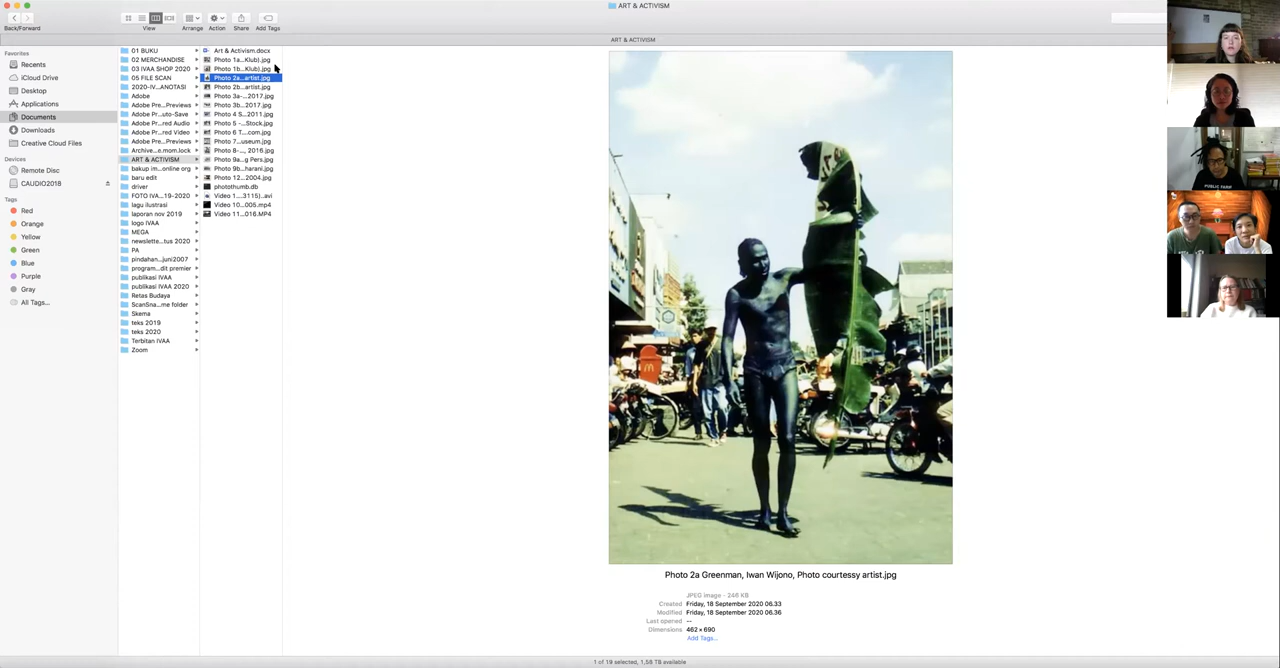 ART & ACTIVISM
Back/Forward
View
Arrange
Action
Share
Add Tags
ART & ACTIVISM
Favorites
Recents
iCloud Drive
Desktop
Applications
Documents
Downloads
Creative Cloud Files
Devices
Remote Disc
CAUDIO2018
Tags
Red
Orange
Yellow
Green
Blue
Purple
Gray
All Tags...
01 BUKU
02 MERCHANDISE
03 IVAA SHOP 2020
05 FILE SCAN
2020-IV...ANOTASI
Adobe
Adobe Pre...Previews
Adobe Pr...uto-Save
Adobe Pr...red Audio
Adobe Pr...red Video
Adobe Pre...Previews
Archive...e.mom.lock
ART & ACTIVISM
bakup im...online org
baru edit
driver
FOTO IVA...19-2020
lagu ilustrasi
laporan nov 2019
logo IVAA
MEGA
newslette...tus 2020
PA
pindahan...juni2007
program...dit premier
publikasi IVAA
publikasi IVAA 2020
Retas Budaya
ScanSna...me folder
Skema
teks 2019
teks 2020
Terbitan IVAA
Zoom
Art & Activism.docx
Photo 1a...Klub).jpg
Photo 1b...Klub).jpg
Photo 2a...artist.jpg
Photo 2b...artist.jpg
Photo 3a-...2017.jpg
Photo 3b...2017.jpg
Photo 4 S...2011.jpg
Photo 5 -...Stock.jpg
Photo 6 T...com.jpg
Photo 7...useum.jpg
Photo 8-..., 2016.jpg
Photo 9a...g Pers.jpg
Photo 9b...harani.jpg
Photo 12...2004.jpg
photothumb.db
Video 1....3115).avi
Video 10...005.mp4
Video 11...016.MP4
Photo 2a Greenman, Iwan Wijono, Photo courtessy artist.jpg
JPEG image - 246 KB
Created Friday, 18 September 2020 06.33
Modified Friday, 18 September 2020 06.36
Last opened --
Dimensions 462 × 690
Add Tags...
1 of 19 selected, 1,58 TB available